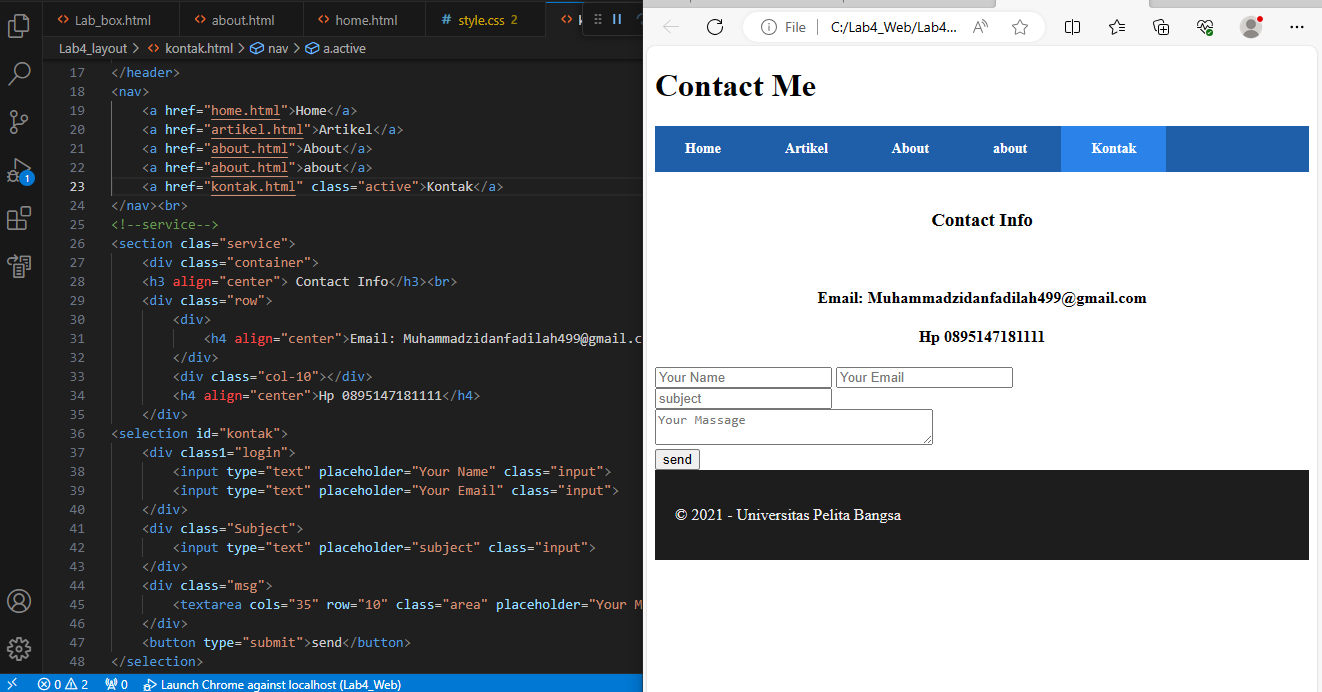 Lab_box.html about.html home.html # style.css 2
Lab4_layout > kontak.html > nav > a.active
17 </header>
18 <nav>
19 <a href="home.html">Home</a>
20 <a href="artikel.html">Artikel</a>
21 <a href="about.html">About</a>
22 <a href="about.html">about</a>
23 <a href="kontak.html" class="active">Kontak</a>
24 </nav><br>
25 <!--service-->
26 <section clas="service">
27 <div class="container">
28 <h3 align="center"> Contact Info</h3><br>
29 <div class="row">
30 <div>
31 <h4 align="center">Email: Muhammadzidanfadilah499@gmail.c
32 </div>
33 <div class="col-10"></div>
34 <h4 align="center">Hp 0895147181111</h4>
35 </div>
36 <selection id="kontak">
37 <div class1="login">
38 <input type="text" placeholder="Your Name" class="input">
39 <input type="text" placeholder="Your Email" class="input">
40 </div>
41 <div class="Subject">
42 <input type="text" placeholder="subject" class="input">
43 </div>
44 <div class="msg">
45 <textarea cols="35" row="10" class="area" placeholder="Your M
46 </div>
47 <button type="submit">send</button>
48 </selection>
1
0 2 0 Launch Chrome against localhost (Lab4_Web)
File C:/Lab4_Web/Lab4...
Contact Me
Home Artikel About about Kontak
Contact Info
Email: Muhammadzidanfadilah499@gmail.com
Hp 0895147181111
Your Name Your Email
subject
Your Massage
send
© 2021 - Universitas Pelita Bangsa